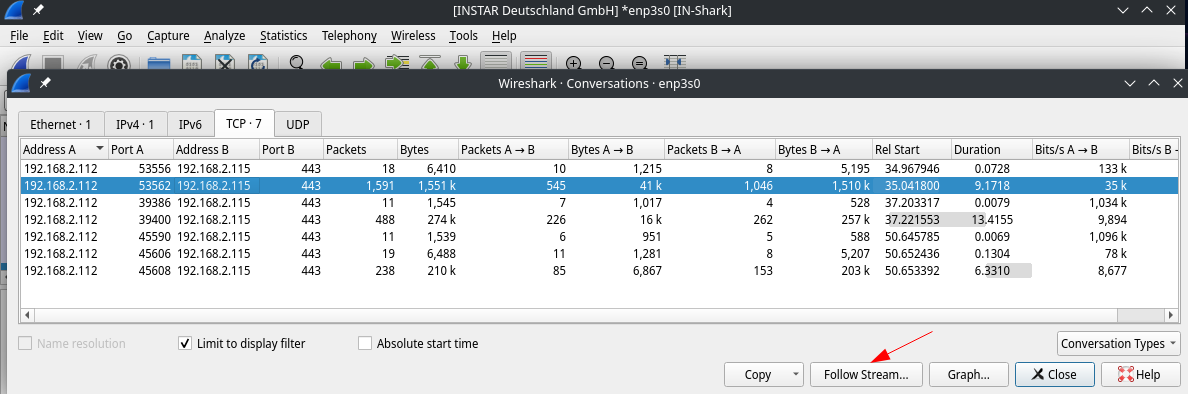 [INSTAR Deutschland GmbH] *enp3s0 [IN-Shark]
File Edit View Go Capture Analyze Statistics Telephony Wireless Tools Help
Wireshark · Conversations · enp3s0
Ethernet · 1 IPv4 · 1 IPv6 TCP · 7 UDP
Address A Port A Address B Port B Packets Bytes Packets A → B Bytes A → B Packets B → A Bytes B → A Rel Start Duration Bits/s A → B Bits/s B
192.168.2.112 53556 192.168.2.115 443 18 6,410 10 1,215 8 5,195 34.967946 0.0728 133 k
192.168.2.112 53562 192.168.2.115 443 1,591 1,551 k 545 41 k 1,046 1,510 k 35.041800 9.1718 35 k
192.168.2.112 39386 192.168.2.115 443 11 1,545 7 1,017 4 528 37.203317 0.0079 1,034 k
192.168.2.112 39400 192.168.2.115 443 488 274 k 226 16 k 262 257 k 37.221553 13.4155 9,894
192.168.2.112 45590 192.168.2.115 443 11 1,539 6 951 5 588 50.645785 0.0069 1,096 k
192.168.2.112 45606 192.168.2.115 443 19 6,488 11 1,281 8 5,207 50.652436 0.1304 78 k
192.168.2.112 45608 192.168.2.115 443 238 210 k 85 6,867 153 203 k 50.653392 6.3310 8,677
Name resolution Limit to display filter Absolute start time Conversation Types
Copy Follow Stream... Graph... Close Help